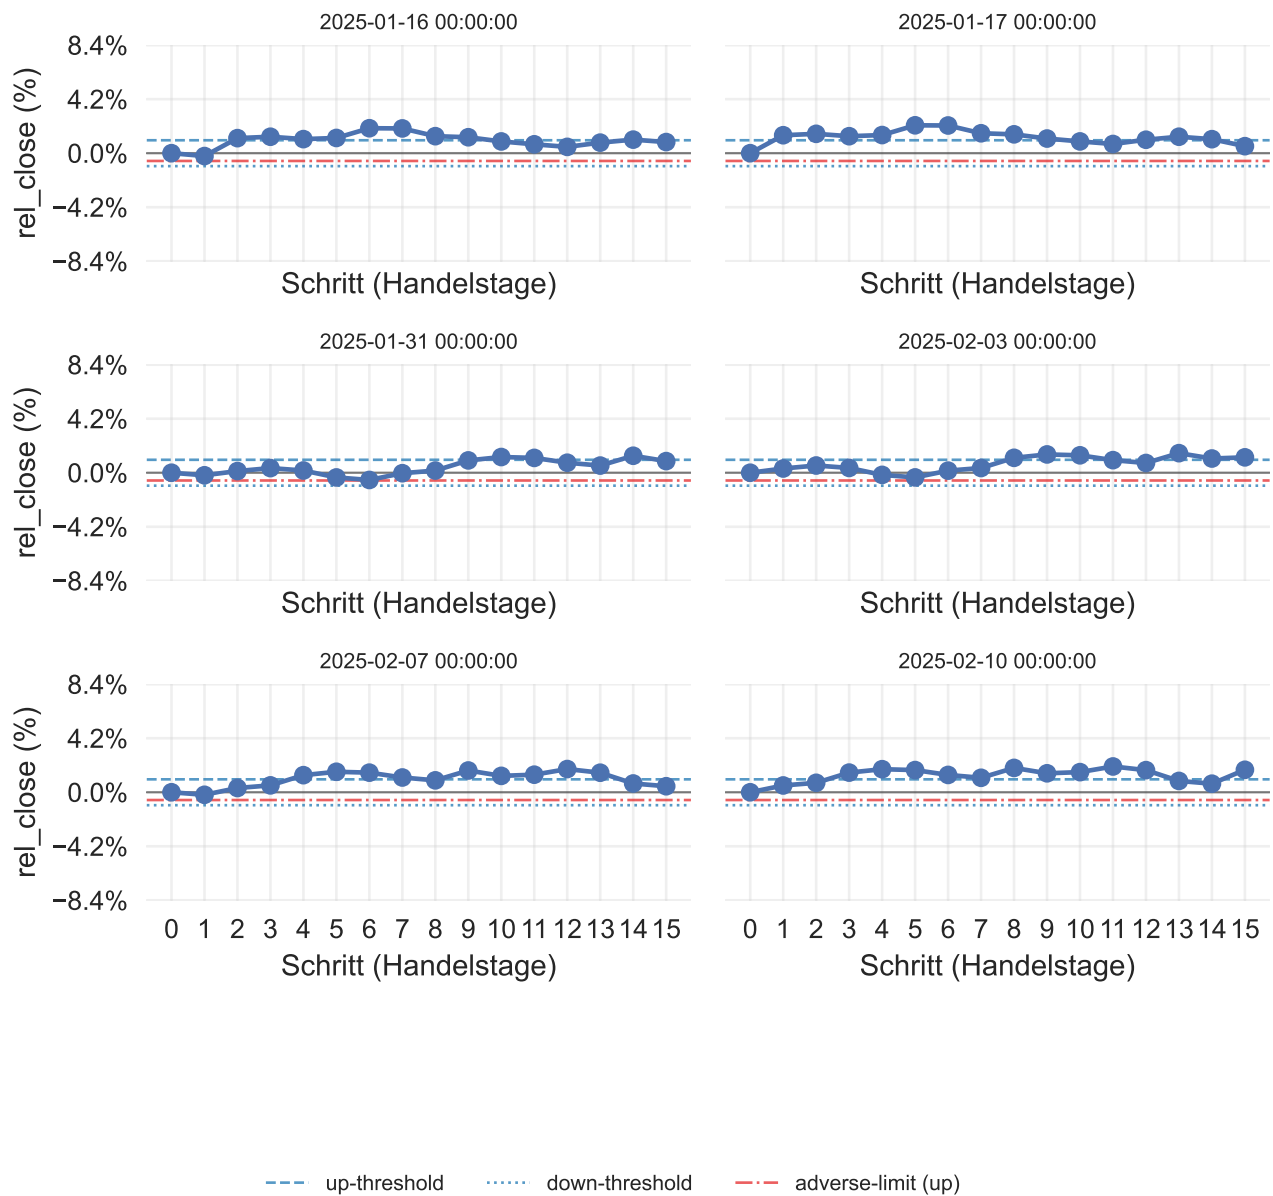 2025-01-16 00:00:00
2025-01-17 00:00:00
8.4%
4.2%
0.0%
−4.2%
−8.4%
rel_close (%)
Schritt (Handelstage)
Schritt (Handelstage)
2025-01-31 00:00:00
2025-02-03 00:00:00
8.4%
4.2%
0.0%
−4.2%
−8.4%
rel_close (%)
Schritt (Handelstage)
Schritt (Handelstage)
2025-02-07 00:00:00
2025-02-10 00:00:00
8.4%
4.2%
0.0%
−4.2%
−8.4%
rel_close (%)
0 1 2 3 4 5 6 7 8 9 10 11 12 13 14 15
0 1 2 3 4 5 6 7 8 9 10 11 12 13 14 15
Schritt (Handelstage)
Schritt (Handelstage)
up-threshold
down-threshold
adverse-limit (up)